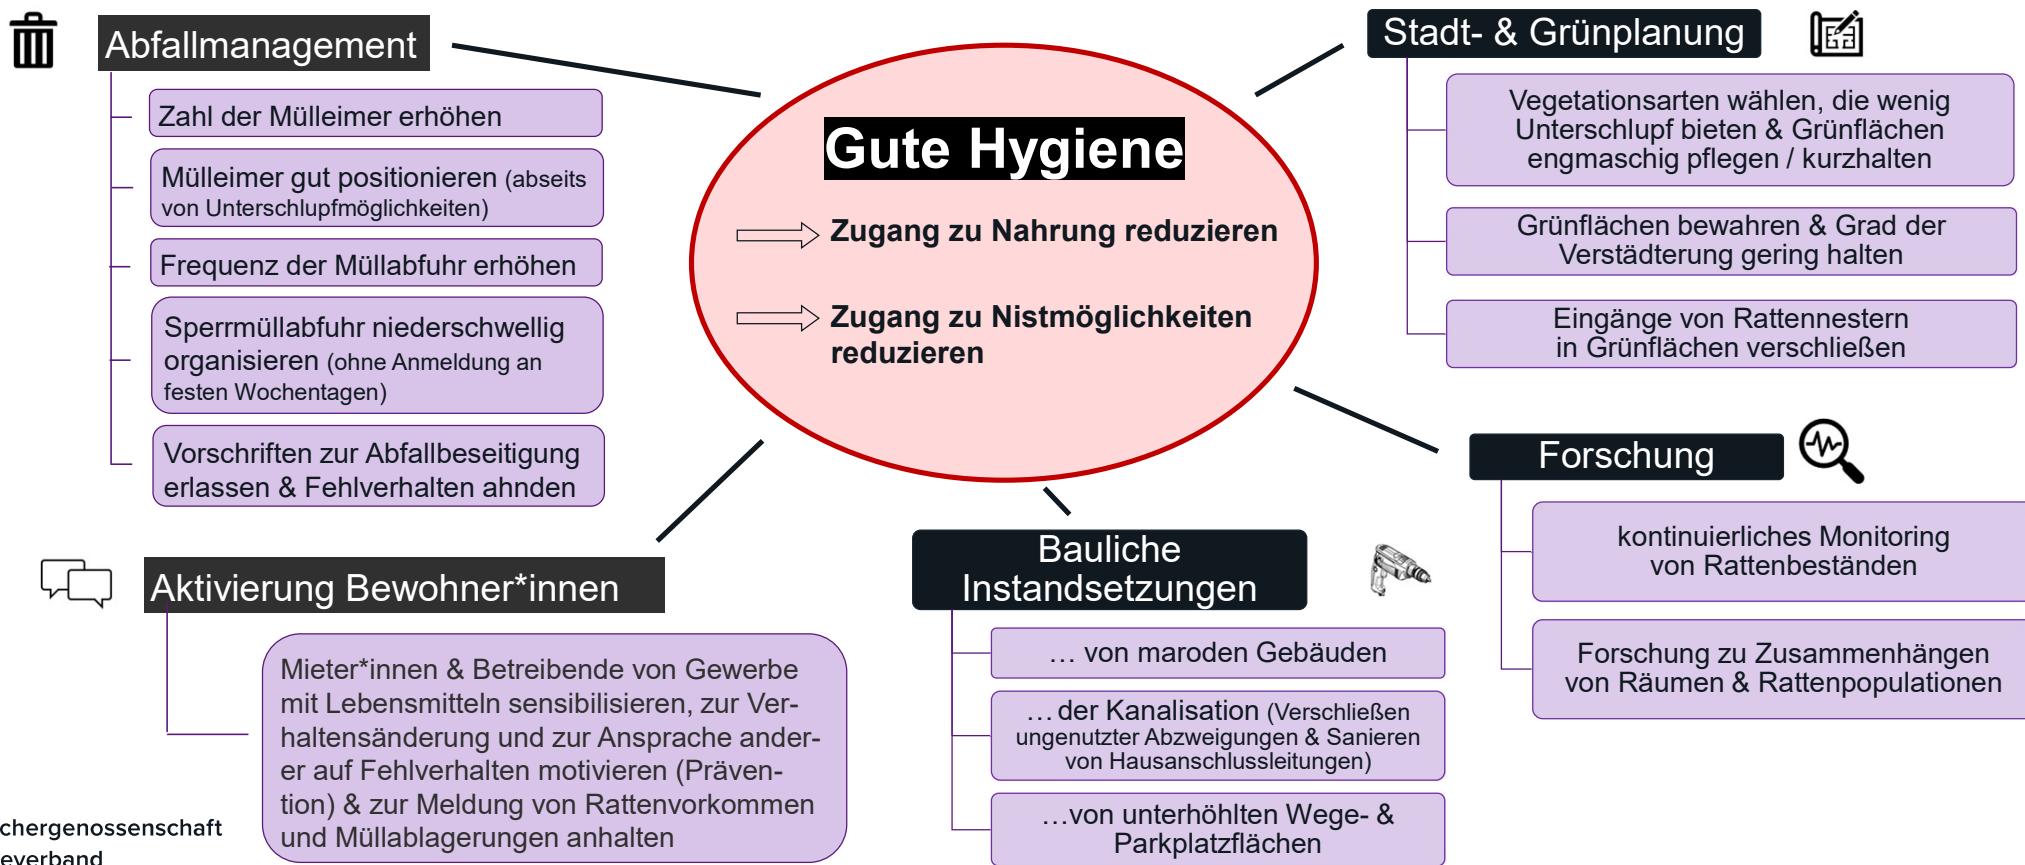 Abfallmanagement
Zahl der Mülleimer erhöhen
Mülleimer gut positionieren (abseits
von Unterschlupfmöglichkeiten)
Frequenz der Müllabfuhr erhöhen
Sperrmüllabfuhr niederschwellig
organisieren (ohne Anmeldung an
festen Wochentagen)
Vorschriften zur Abfallbeseitigung
erlassen & Fehlverhalten ahnden
Gute Hygiene
Zugang zu Nahrung reduzieren
Zugang zu Nistmöglichkeiten
reduzieren
Stadt- & Grünplanung
Vegetationsarten wählen, die wenig
Unterschlupf bieten & Grünflächen
engmaschig pflegen / kurzhalten
Grünflächen bewahren & Grad der
Verstädterung gering halten
Eingänge von Rattennestern
in Grünflächen verschließen
Forschung
kontinuierliches Monitoring
von Rattenbeständen
Forschung zu Zusammenhängen
von Räumen & Rattenpopulationen
Aktivierung Bewohner*innen
Mieter*innen & Betreibende von Gewerbe
mit Lebensmitteln sensibilisieren, zur Ver-
haltensänderung und zur Ansprache ander-
er auf Fehlverhalten motivieren (Präven-
tion) & zur Meldung von Rattenvorkommen
und Müllablagerungen anhalten
Bauliche
Instandsetzungen
… von maroden Gebäuden
… der Kanalisation (Verschließen
ungenutzter Abzweigungen & Sanieren
von Hausanschlussleitungen)
…von unterhöhlten Wege- &
Parkplatzflächen
chergenossenschaft
everband